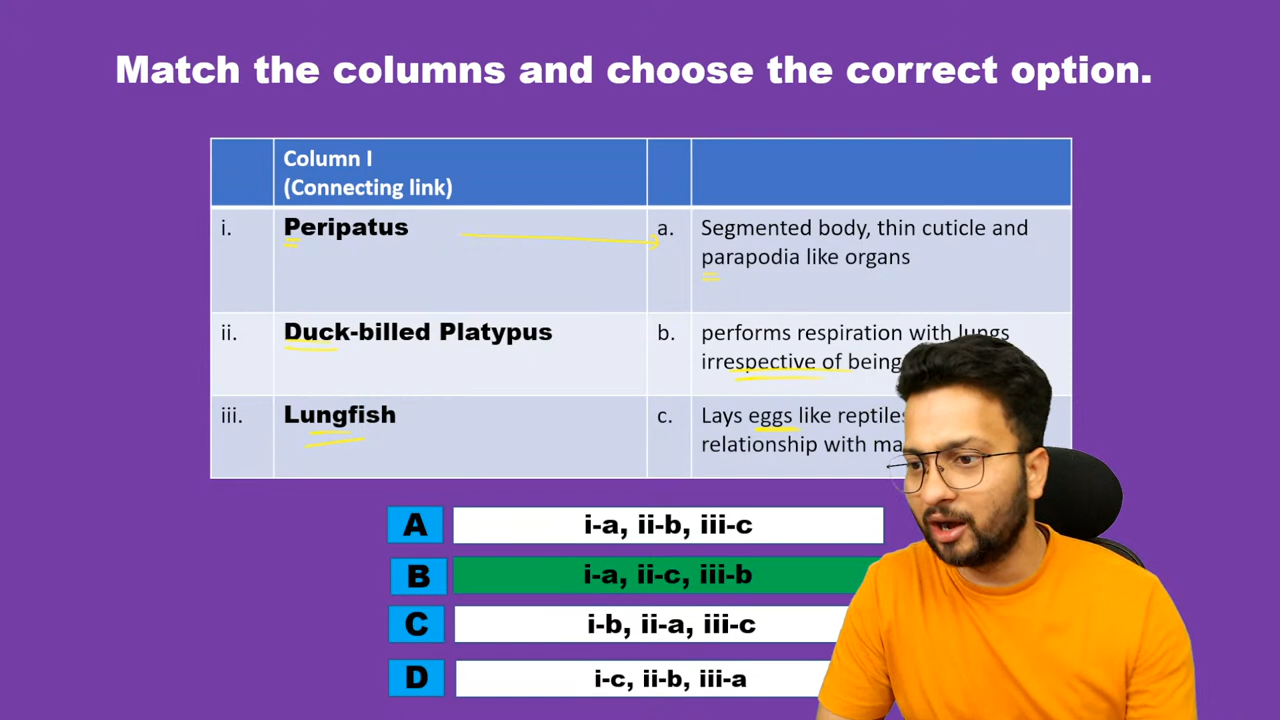 Match the columns and choose the correct option.
Column I
(Connecting link)
i.
Peripatus
a.
Segmented body, thin cuticle and
parapodia like organs
ii.
Duck-billed Platypus
b.
performs respiration with lungs
irrespective of being
iii.
Lungfish
c.
Lays eggs like reptiles
relationship with
A
i-a, ii-b, iii-c
B
i-a, ii-c, iii-b
C
i-b, ii-a, iii-c
D
i-c, ii-b, iii-a